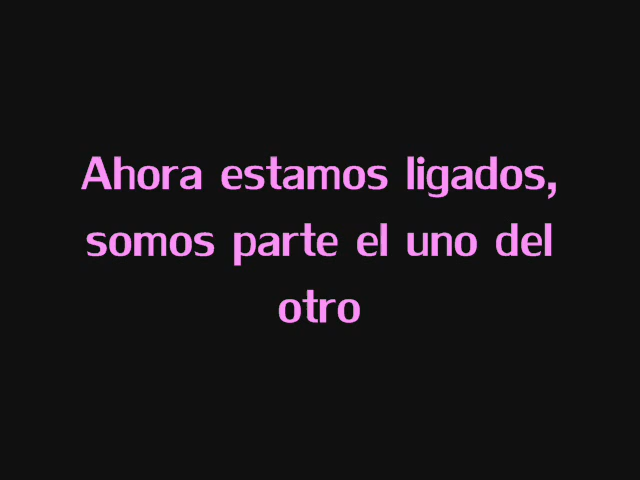 Ahora estamos ligados,
somos parte el uno del
otro